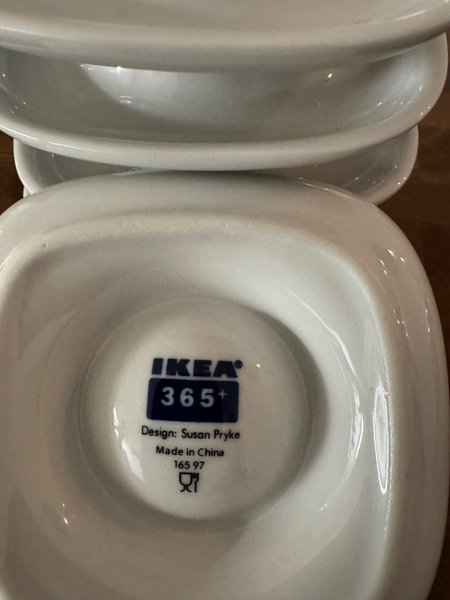 IKEA®
365+
Design: Susan Pryke
Made in China
165 97